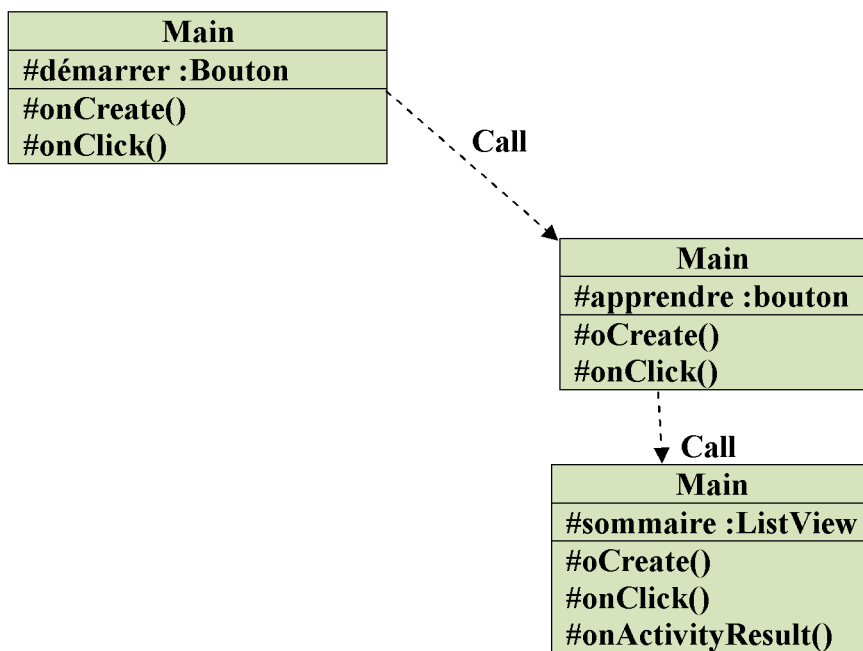 Main
#démarrer :Bouton
#onCreate()
#onClick()
Call
Main
#apprendre :bouton
#oCreate()
#onClick()
Call
Main
#sommaire :ListView
#oCreate()
#onClick()
#onActivityResult()